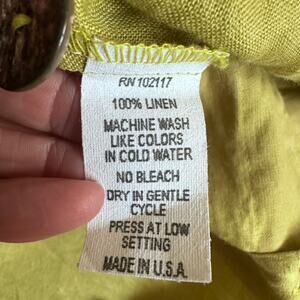 RN 102117
100% LINEN
MACHINE WASH
LIKE COLORS
IN COLD WATER
NO BLEACH
DRY IN GENTLE
CYCLE
PRESS AT LOW
SETTING
MADE IN U.S.A.